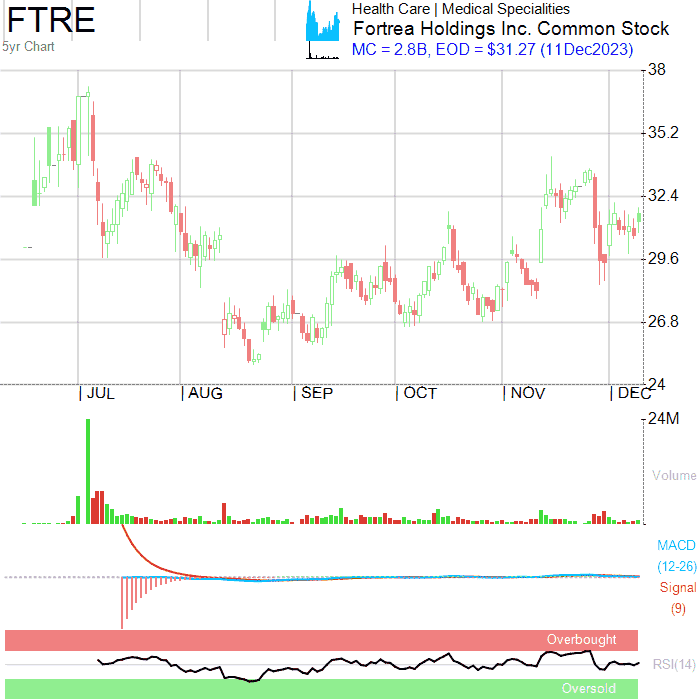 FTRE
5yr Chart
Health Care | Medical Specialities
Fortrea Holdings Inc. Common Stock
MC = 2.8B, EOD = $31.27 (11Dec2023)
38
35.2
32.4
29.6
26.8
24
| JUL | AUG | SEP | OCT | NOV | DEC
24M
Volume
MACD
(12-26)
Signal
(9)
Overbought
RSI(14)
Oversold